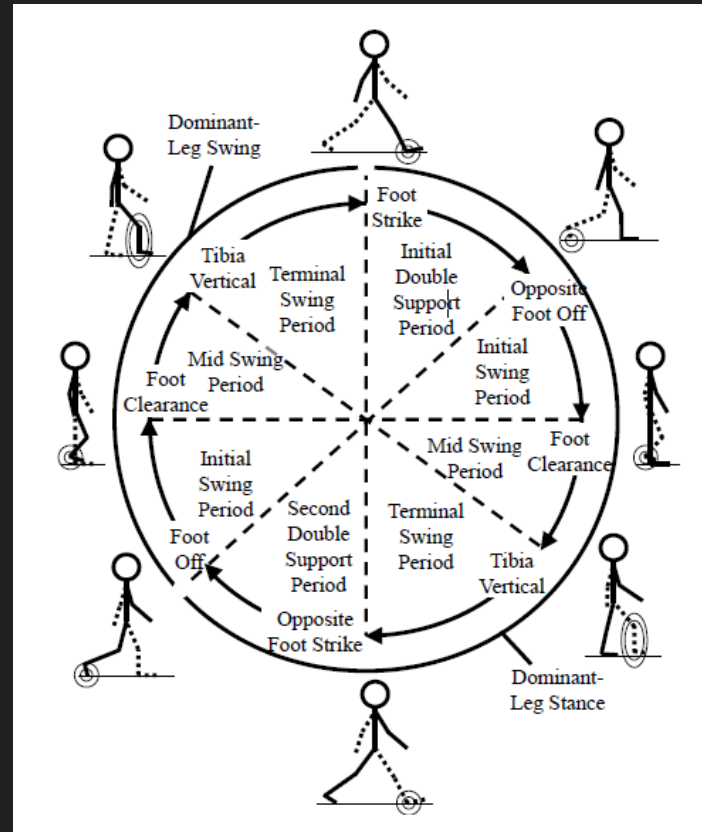 Dominant-
Leg Swing
Foot
Strike
Initial
Double
Support
Period
Opposite
Foot Off
Initial
Swing
Period
Foot
Clearance
Mid Swing
Period
Tibia
Vertical
Terminal
Swing
Period
Dominant-
Leg Stance
Opposite
Foot Strike
Second
Double
Support
Period
Foot
Off
Initial
Swing
Period
Foot
Clearance
Mid Swing
Period
Tibia
Vertical
Terminal
Swing
Period